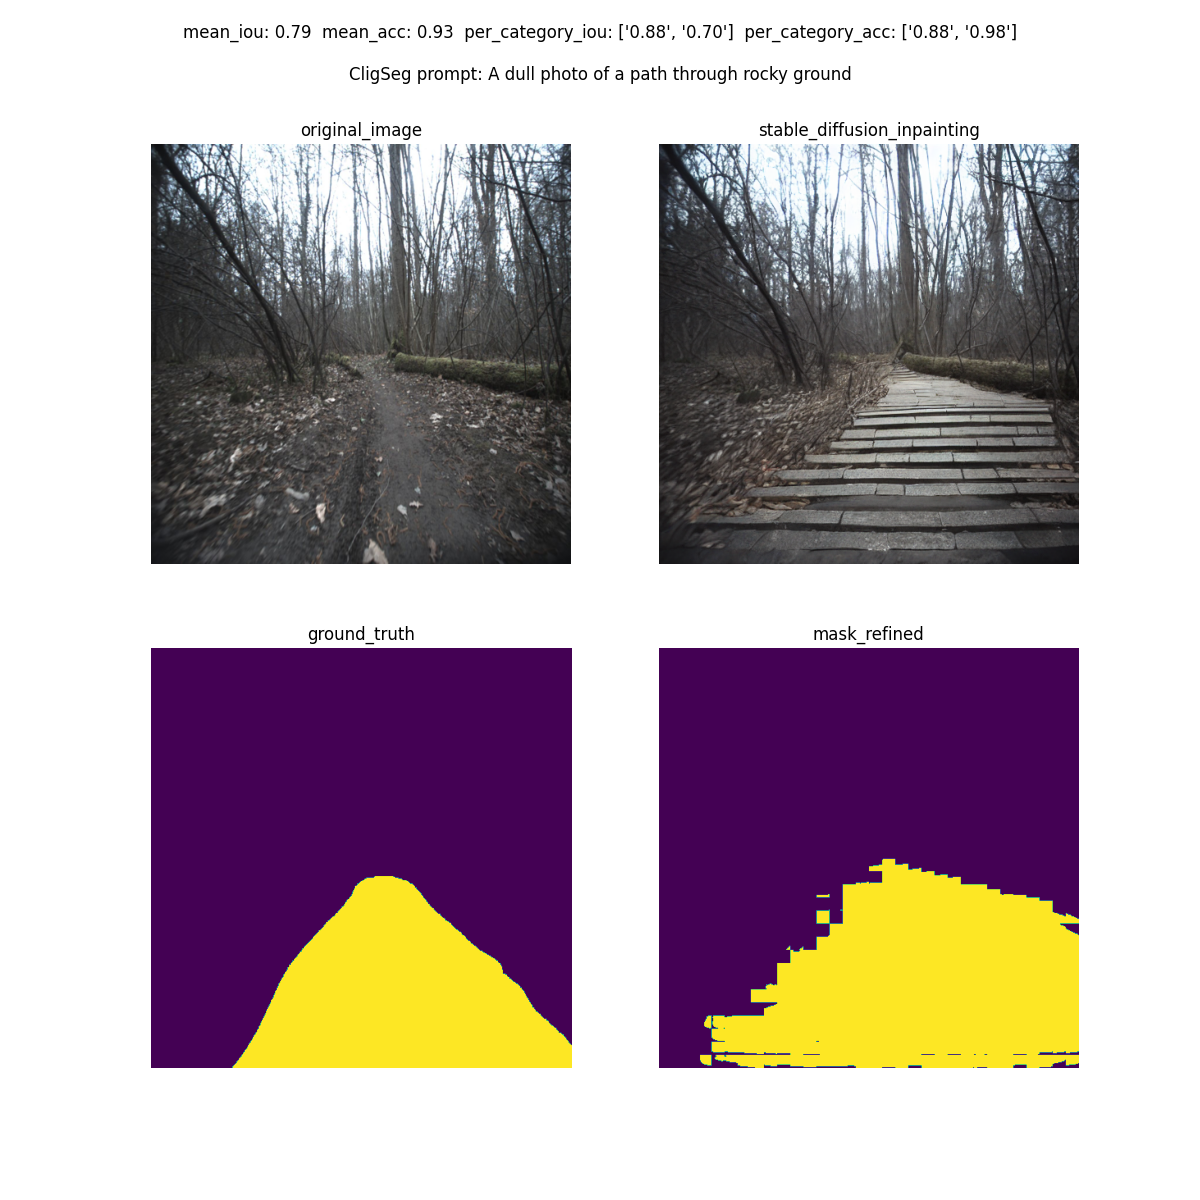 mean_iou: 0.79  mean_acc: 0.93  per_category_iou: ['0.88', '0.70']  per_category_acc: ['0.88', '0.98']
CligSeg prompt: A dull photo of a path through rocky ground
original_image
stable_diffusion_inpainting
ground_truth
mask_refined